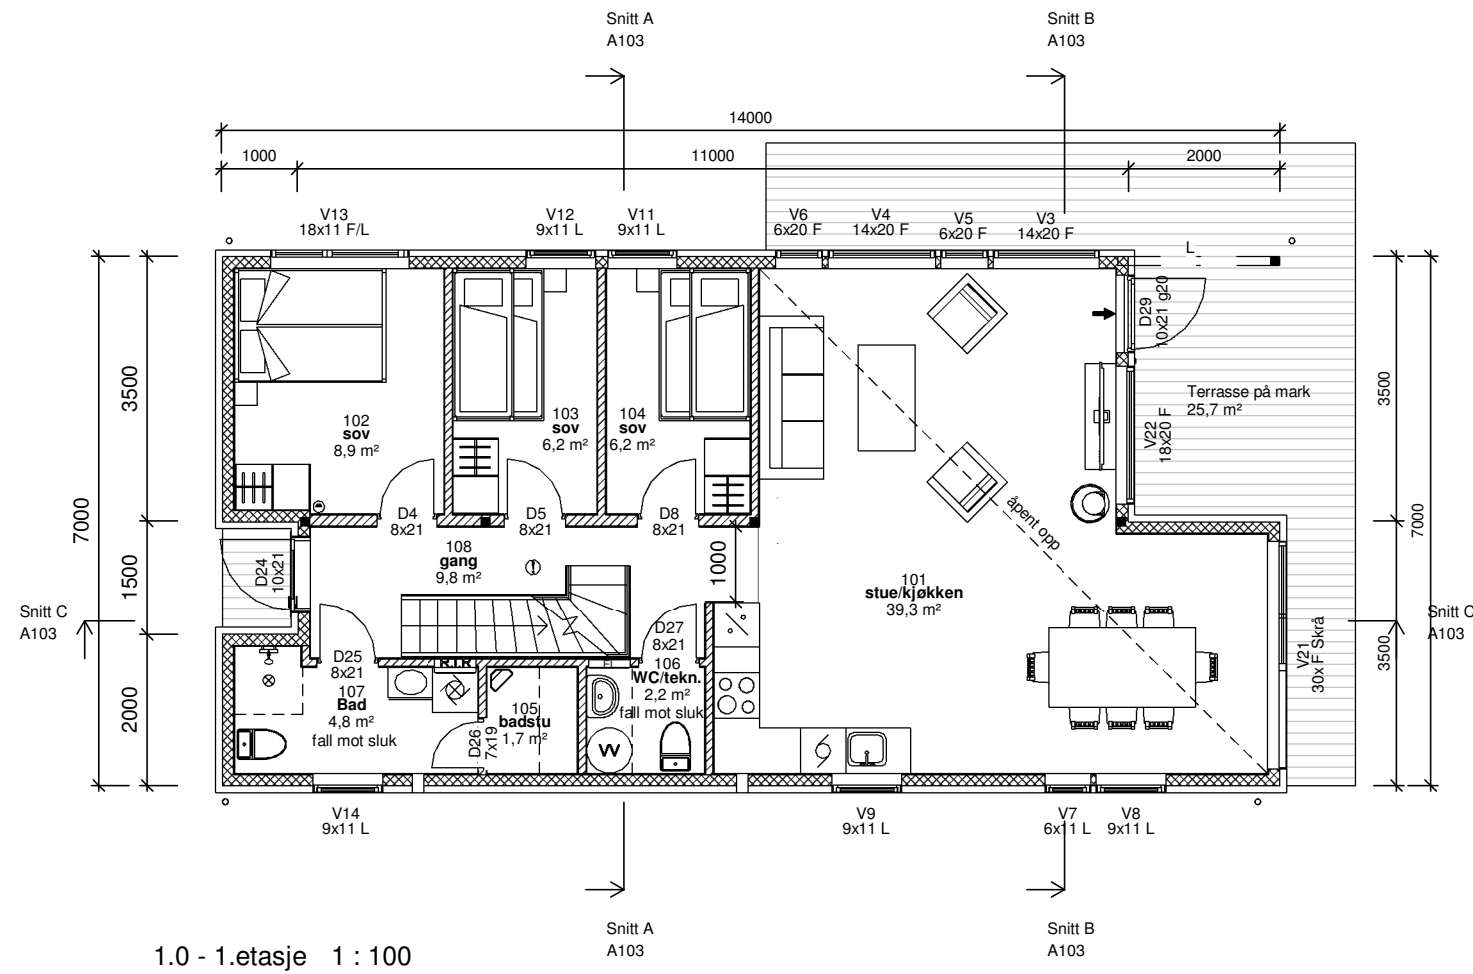 Snitt A
A103
Snitt B
A103
14000
1000
11000
2000
V13
18x11 F/L
V12
9x11 L
V11
9x11 L
V6
6x20 F
V4
14x20 F
V5
6x20 F
V3
14x20 F
L
D29
10x21 g20
3500
7000
1500
2000
102
sov
8,9 m²
103
sov
6,2 m²
104
sov
6,2 m²
Terrasse på mark
25,7 m²
V22
18x20 F
3500
7000
3500
D4
8x21
D5
8x21
D8
8x21
åpent opp
108
gang
9,8 m²
1000
D24
10x21
101
stue/kjøkken
39,3 m²
Snitt C
A103
Snitt C
A103
D25
8x21
107
Bad
4,8 m²
fall mot sluk
R.I.R
D26
7x19
105
badstu
1,7 m²
D27
8x21
106
WC/tekn.
2,2 m²
fall mot sluk
VV
V21
30x F Skrå
V14
9x11 L
V9
9x11 L
V7
6x11 L
V8
9x11 L
Snitt A
A103
Snitt B
A103
1.0 - 1.etasje 1 : 100